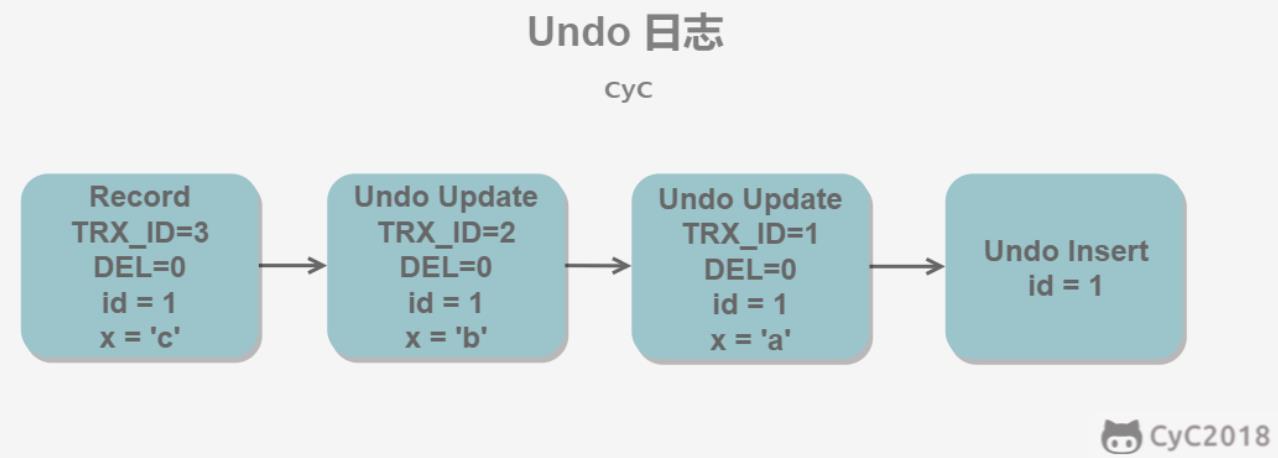 Undo 日志
CyC
Record
TRX_ID=3
DEL=0
id = 1
x = 'c'
Undo Update
TRX_ID=2
DEL=0
id = 1
x = 'b'
Undo Update
TRX_ID=1
DEL=0
id = 1
x = 'a'
Undo Insert
id = 1
CyC2018